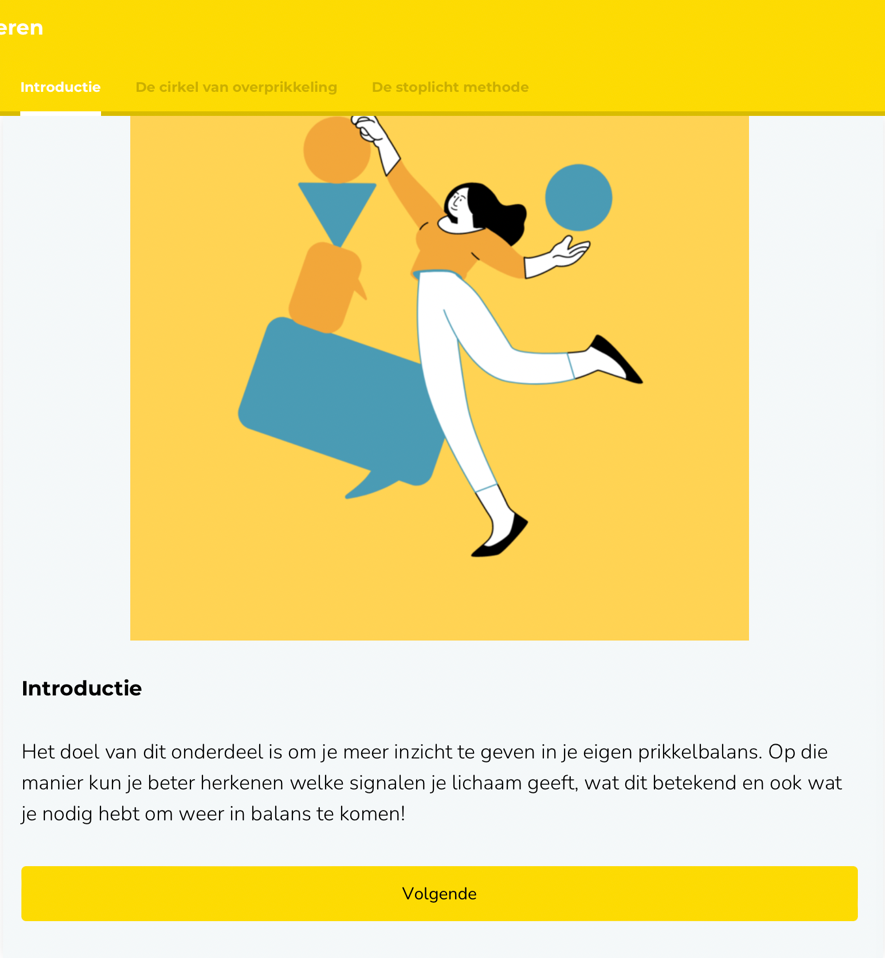 eren
Introductie De cirkel van overprikkeling De stoplicht methode
Introductie
Het doel van dit onderdeel is om je meer inzicht te geven in je eigen prikkelbalans. Op die
manier kun je beter herkenen welke signalen je lichaam geeft, wat dit betekend en ook wat
je nodig hebt om weer in balans te komen!
Volgende